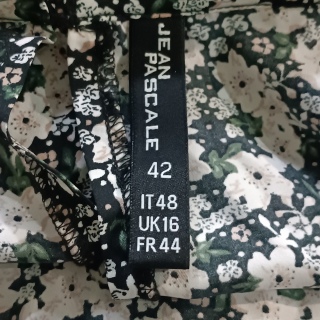 JEAN
PASCALE
42
IT48
UK16
FR44